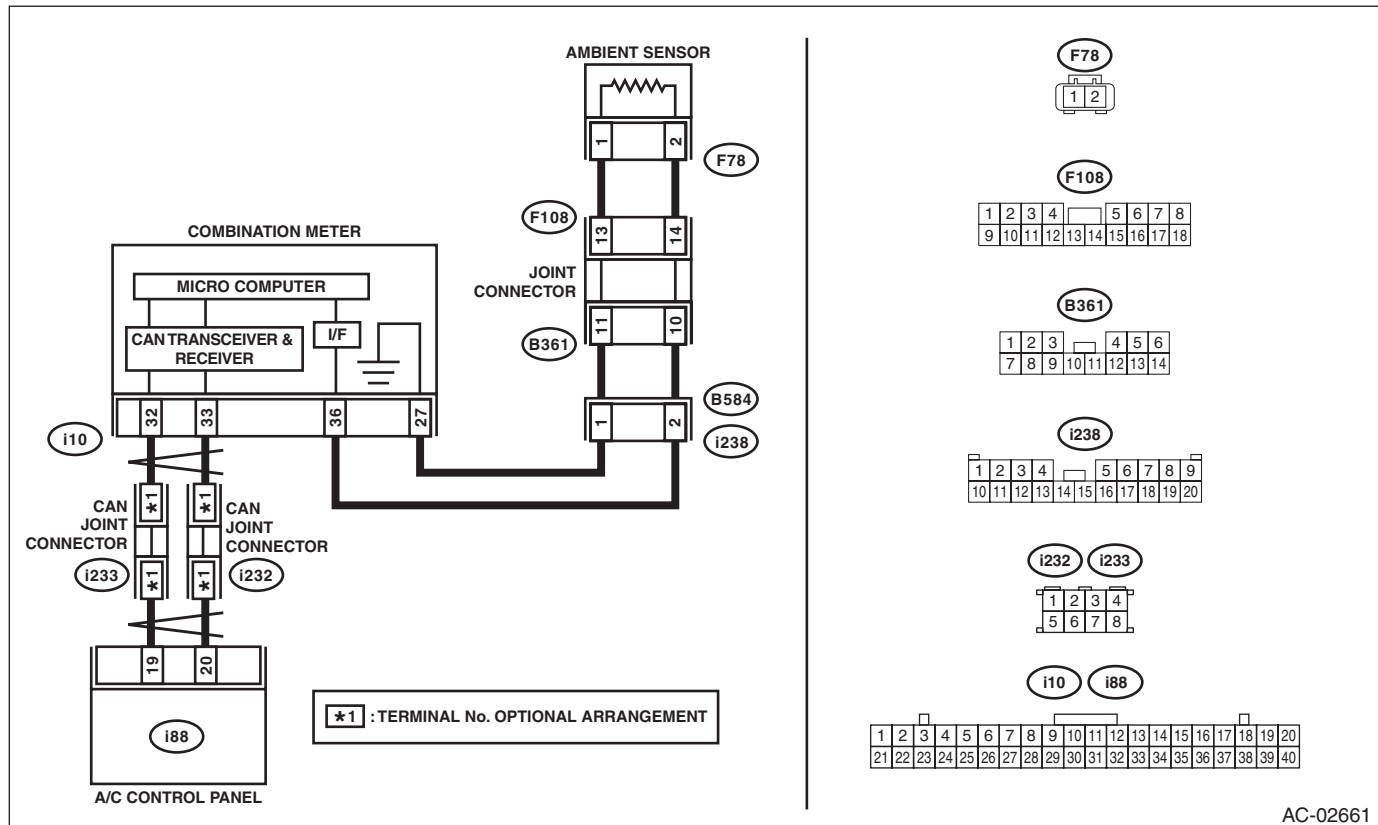 AMBIENT SENSOR
1 2
F78
F108
13 14
JOINT
CONNECTOR
11 10
B361
B584
1 2
i238
COMBINATION METER
MICRO COMPUTER
CAN TRANSCEIVER &
RECEIVER
I/F
32 33 36 27
i10
*1 *1
CAN
JOINT
CONNECTOR
CAN
JOINT
CONNECTOR
i233
*1 *1
i232
19 20
i88
A/C CONTROL PANEL
*1 : TERMINAL No. OPTIONAL ARRANGEMENT
F78
1 2
F108
1 2 3 4 5 6 7 8
9 10 11 12 13 14 15 16 17 18
B361
1 2 3 4 5 6
7 8 9 10 11 12 13 14
i238
1 2 3 4 5 6 7 8 9
10 11 12 13 14 15 16 17 18 19 20
i232 i233
1 2 3 4
5 6 7 8
i10 i88
1 2 3 4 5 6 7 8 9 10 11 12 13 14 15 16 17 18 19 20
21 22 23 24 25 26 27 28 29 30 31 32 33 34 35 36 37 38 39 40
AC-02661